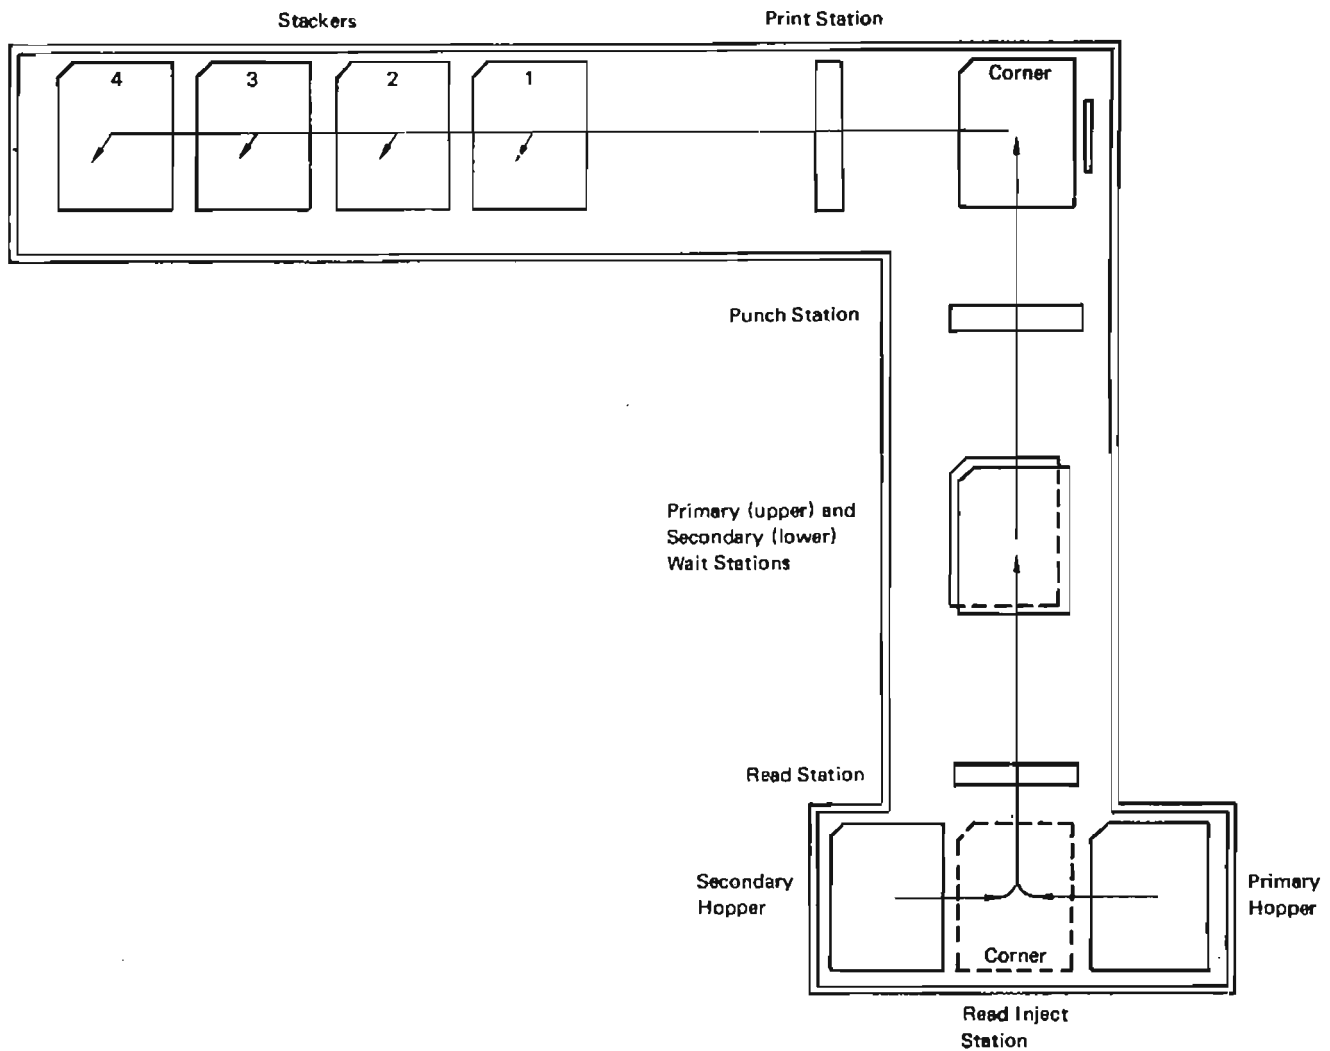 Stackers
Print Station
4
3
2
1
Corner
Punch Station
Primary (upper) and
Secondary (lower)
Wait Stations
Read Station
Secondary
Hopper
Primary
Hopper
Corner
Read Inject
Station